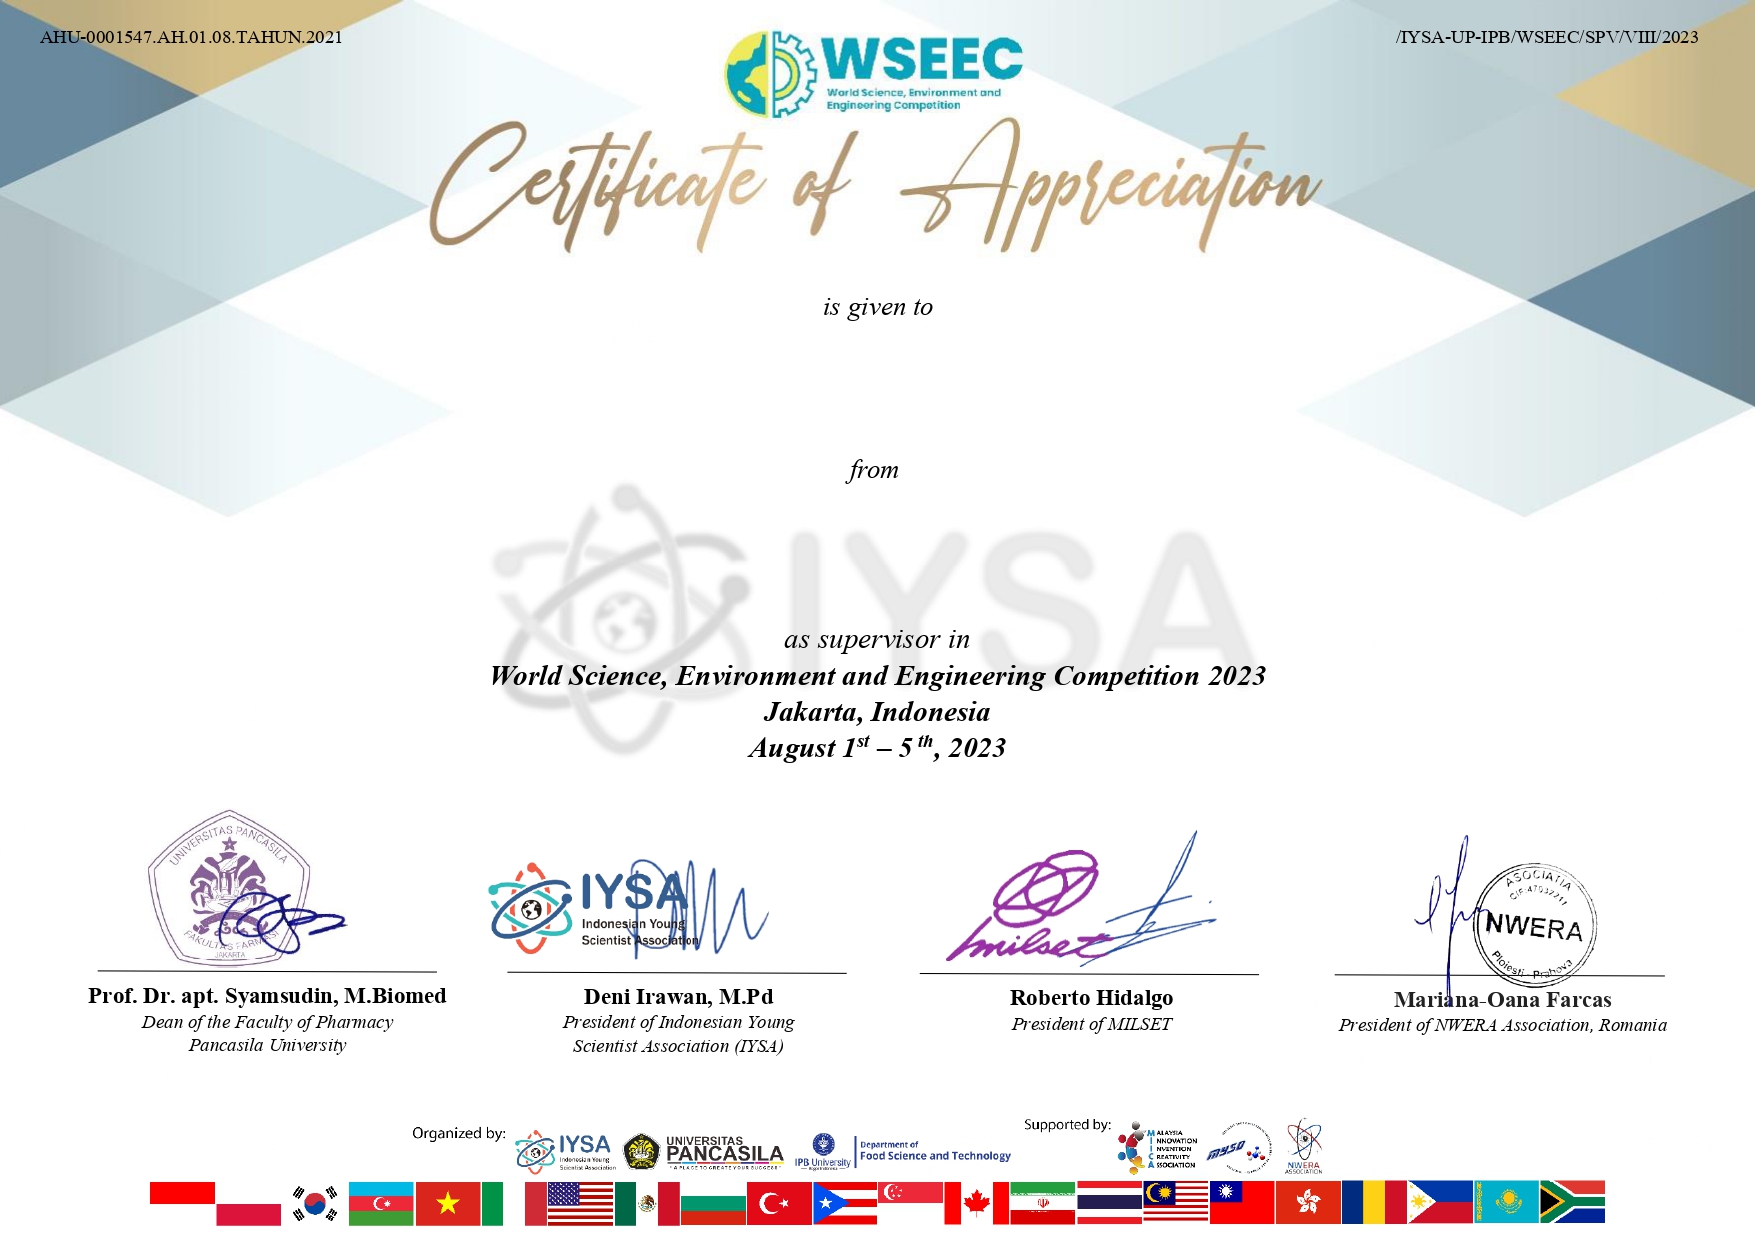 AHU-0001547.AH.01.08.TAHUN.2021
/IYSA-UP-IPB/WSEEC/SPV/VIII/2023
WSEEC
World Science, Environment and
Engineering Competition
Certificate of Appreciation
is given to
from
IYSA
as supervisor in
World Science, Environment and Engineering Competition 2023
Jakarta, Indonesia
August 1st – 5 th, 2023
UNIVERSITAS PANCASILA
FAKULTAS FARMASI
JAKARTA
IYSA
Indonesian Young
Scientist Association
milset
ASOCIATIA
NWERA
Ploiesti - Prahova
Prof. Dr. apt. Syamsudin, M.Biomed
Dean of the Faculty of Pharmacy
Pancasila University
Deni Irawan, M.Pd
President of Indonesian Young
Scientist Association (IYSA)
Roberto Hidalgo
President of MILSET
Mariana-Oana Farcas
President of NWERA Association, Romania
Organized by:
IYSA
Indonesian Young
Scientist Association
UNIVERSITAS
PANCASILA
"A PLACE TO CREATE YOUR SUCCESS"
IPB University
Department of
Food Science and Technology
Supported by:
MALAYSIA
INNOVATION
INVENTION
CREATIVITY
ASSOCIATION
MYSO
NWERA
ASSOCIATION